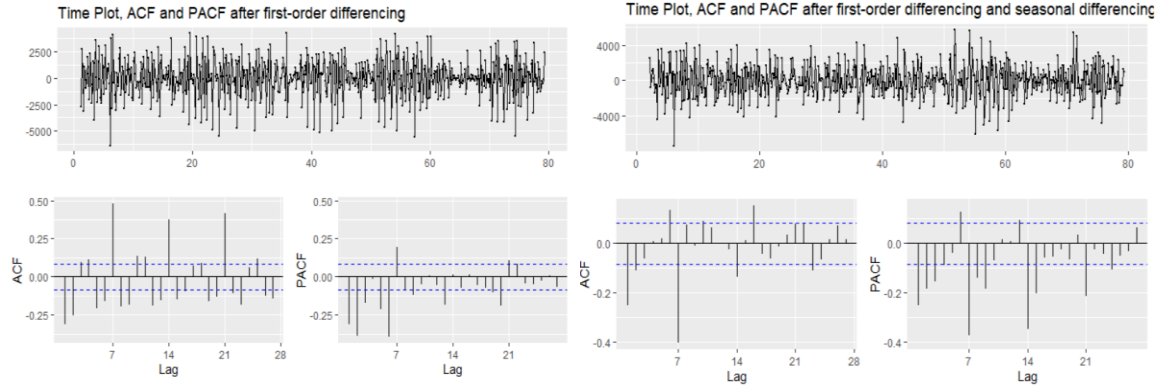 Time Plot, ACF and PACF after first-order differencing
2500
0
-2500
-5000
0 20 40 60 80
0.50
0.25
0.00
-0.25
ACF
7 14 21 28
Lag
0.50
0.25
0.00
-0.25
PACF
7 14 21
Lag
Time Plot, ACF and PACF after first-order differencing and seasonal differencing
4000
0
-4000
0 20 40 60 80
0.0
-0.2
-0.4
ACF
7 14 21 28
Lag
0.0
-0.2
-0.4
PACF
7 14 21
Lag